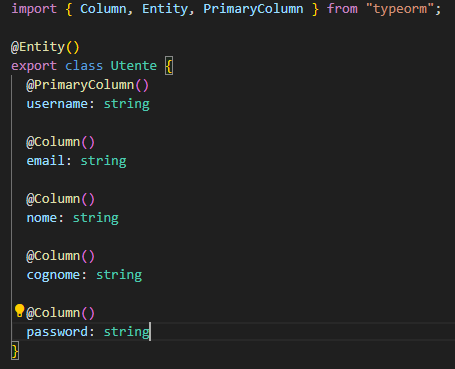 import { Column, Entity, PrimaryColumn } from "typeorm";
@Entity()
export class Utente {
@PrimaryColumn()
username: string
@Column()
email: string
@Column()
nome: string
@Column()
cognome: string
@Column()
password: string
}